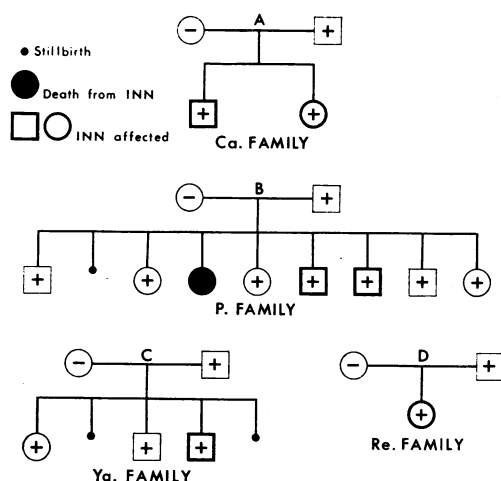 A
− +
Stillbirth
Death from INN
INN affected
+ +
Ca. FAMILY
B
− +
+ + + + + + +
P. FAMILY
C
− +
+ + +
Ya. FAMILY
D
− +
+
Re. FAMILY